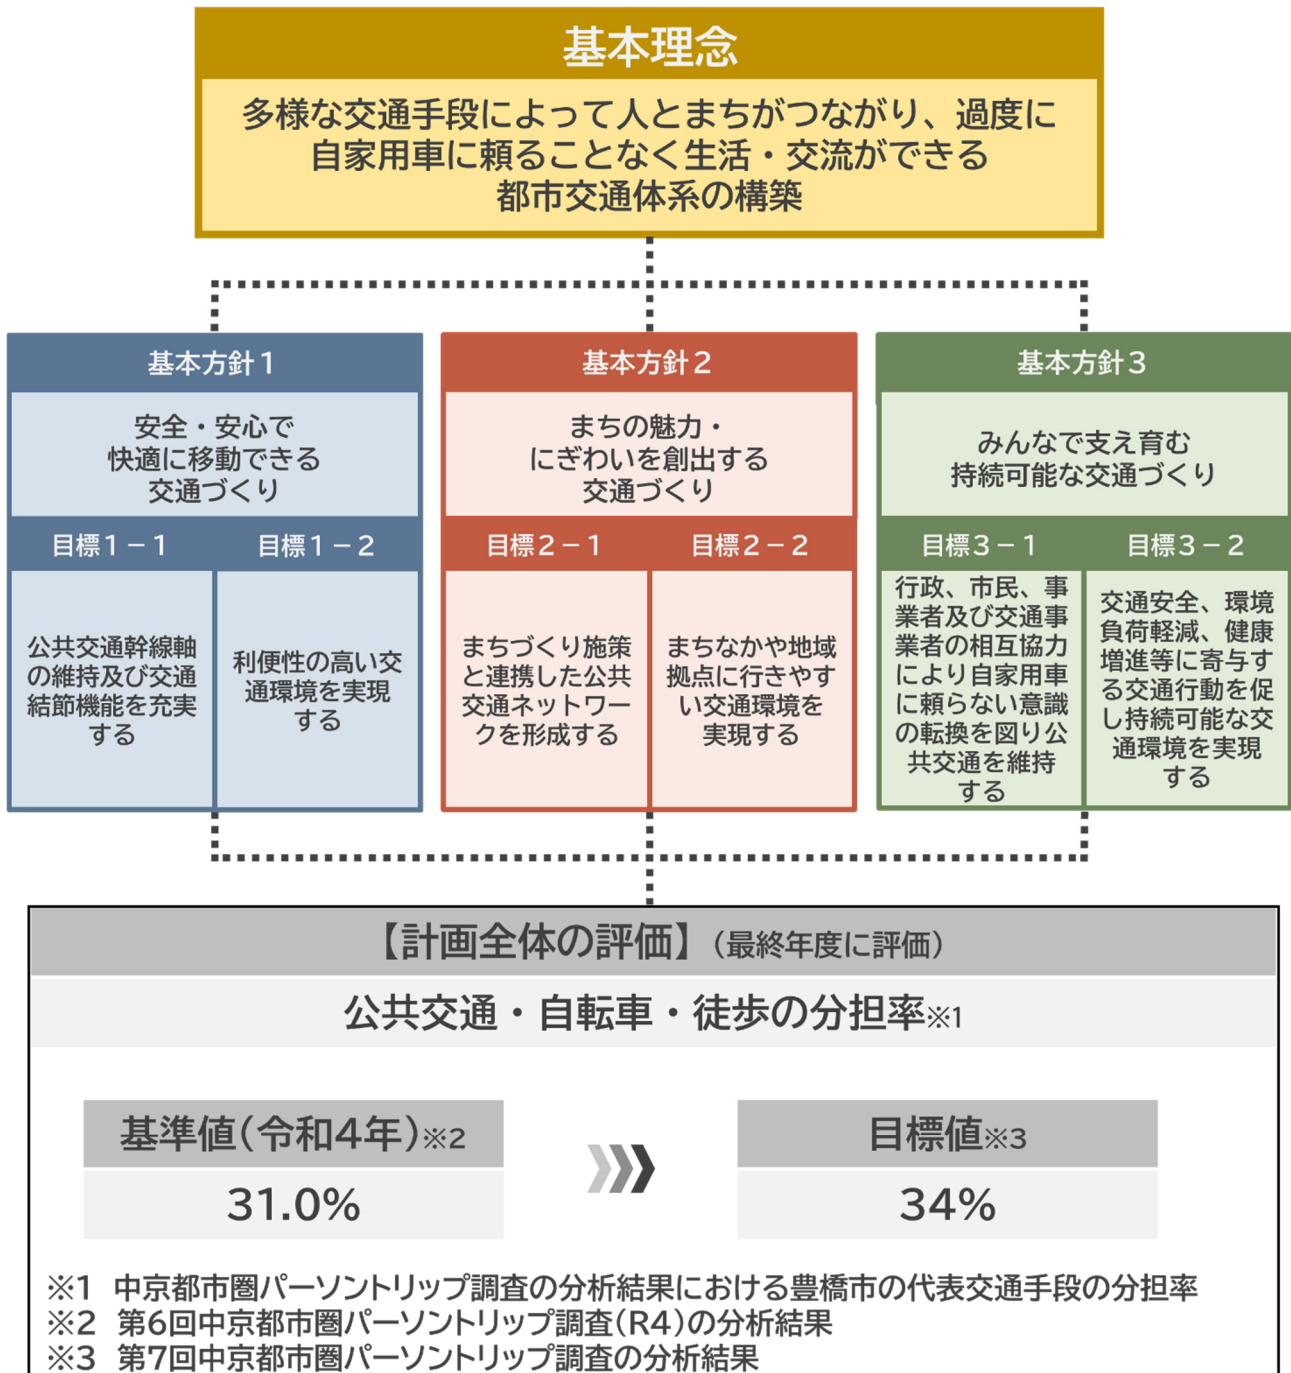 基本理念
多様な交通手段によって人とまちがつながり、過度に
自家用車に頼ることなく生活・交流ができる
都市交通体系の構築
基本方針1
安全・安心で
快適に移動できる
交通づくり
目標1－1
公共交通幹線軸
の維持及び交通
結節機能を充実
する
目標1－2
利便性の高い交
通環境を実現
する
基本方針2
まちの魅力・
にぎわいを創出する
交通づくり
目標2－1
まちづくり施策
と連携した公共
交通ネットワー
クを形成する
目標2－2
まちなかや地域
拠点に行きやす
い交通環境を
実現する
基本方針3
みんなで支え育む
持続可能な交通づくり
目標3－1
行政、市民、事
業者及び交通事
業者の相互協力
により自家用車
に頼らない意識
の転換を図り公
共交通を維持
する
目標3－2
交通安全、環境
負荷軽減、健康
増進等に寄与す
る交通行動を促
し持続可能な交
通環境を実現
する
【計画全体の評価】（最終年度に評価）
公共交通・自転車・徒歩の分担率※1
基準値(令和4年)※2
31.0%
目標値※3
34%
※1 中京都市圏パーソントリップ調査の分析結果における豊橋市の代表交通手段の分担率
※2 第6回中京都市圏パーソントリップ調査(R4)の分析結果
※3 第7回中京都市圏パーソントリップ調査の分析結果